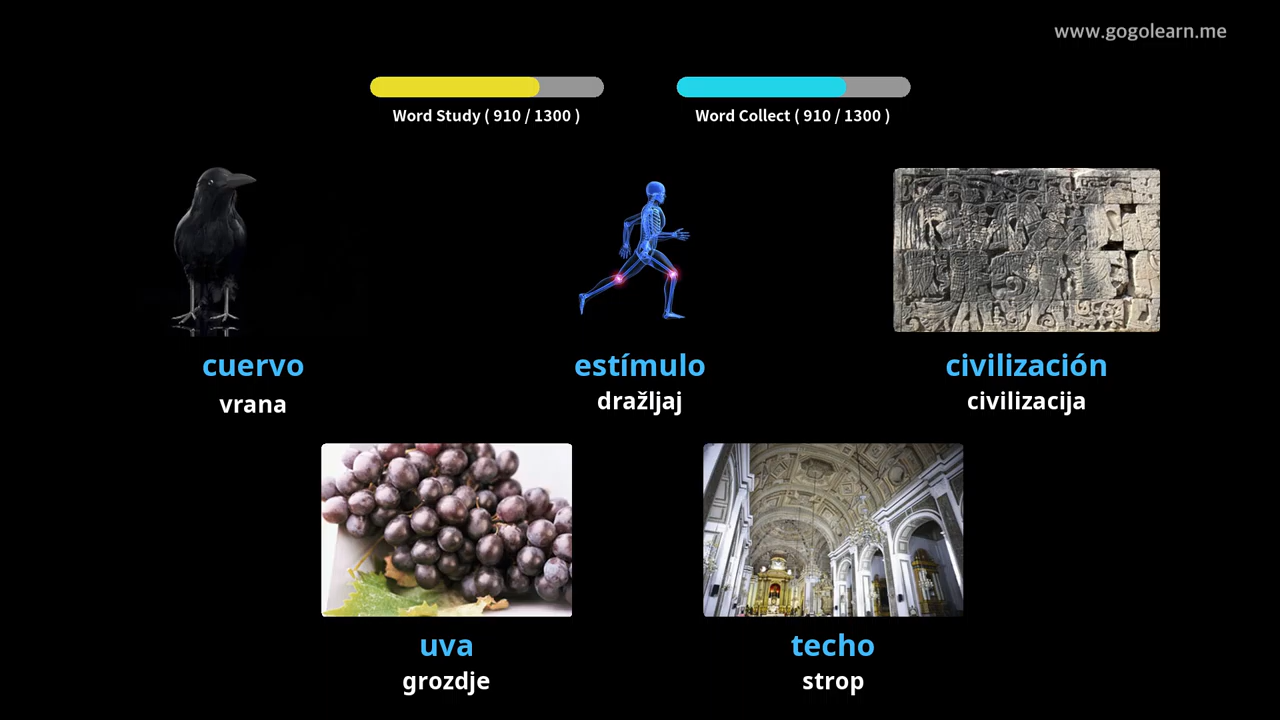 www.gogolearn.me
Word Study ( 910 / 1300 )
Word Collect ( 910 / 1300 )
cuervo
vrana
estímulo
dražljaj
civilización
civilizacija
uva
grozdje
techo
strop